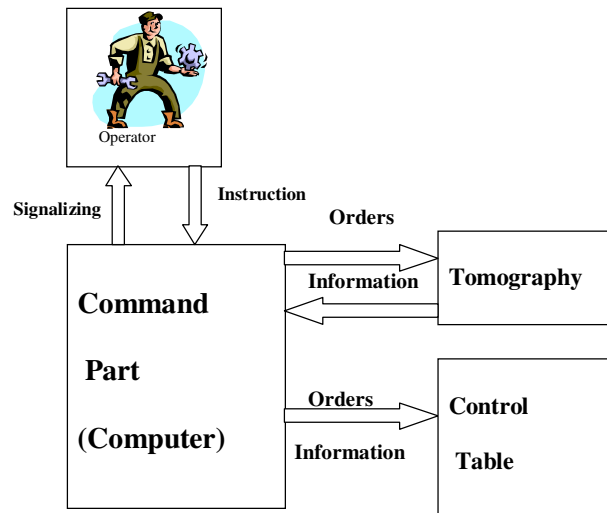 Operator
Signalizing
Instruction
Orders
Information
Tomography
Command
Part
(Computer)
Orders
Information
Control
Table